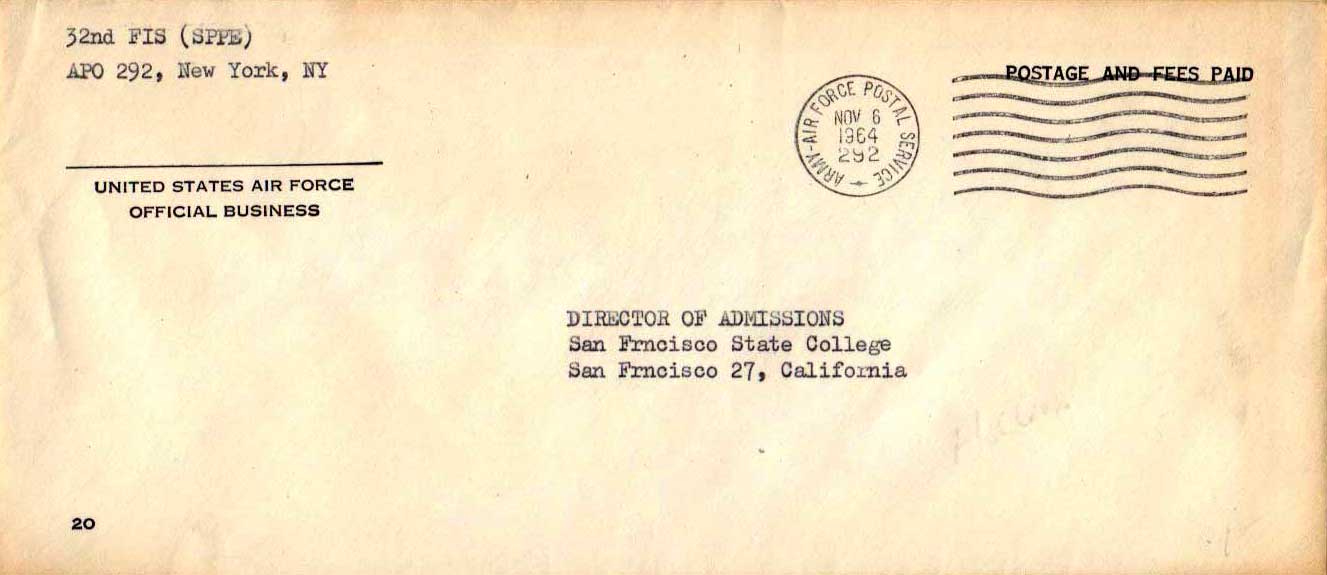 32nd FIS (SPPE)
APO 292, New York, NY
UNITED STATES AIR FORCE
OFFICIAL BUSINESS
ARMY-AIR FORCE POSTAL SERVICE
NOV 6
1964
292
POSTAGE AND FEES PAID
DIRECTOR OF ADMISSIONS
San Frncisco State College
San Frncisco 27, California
20